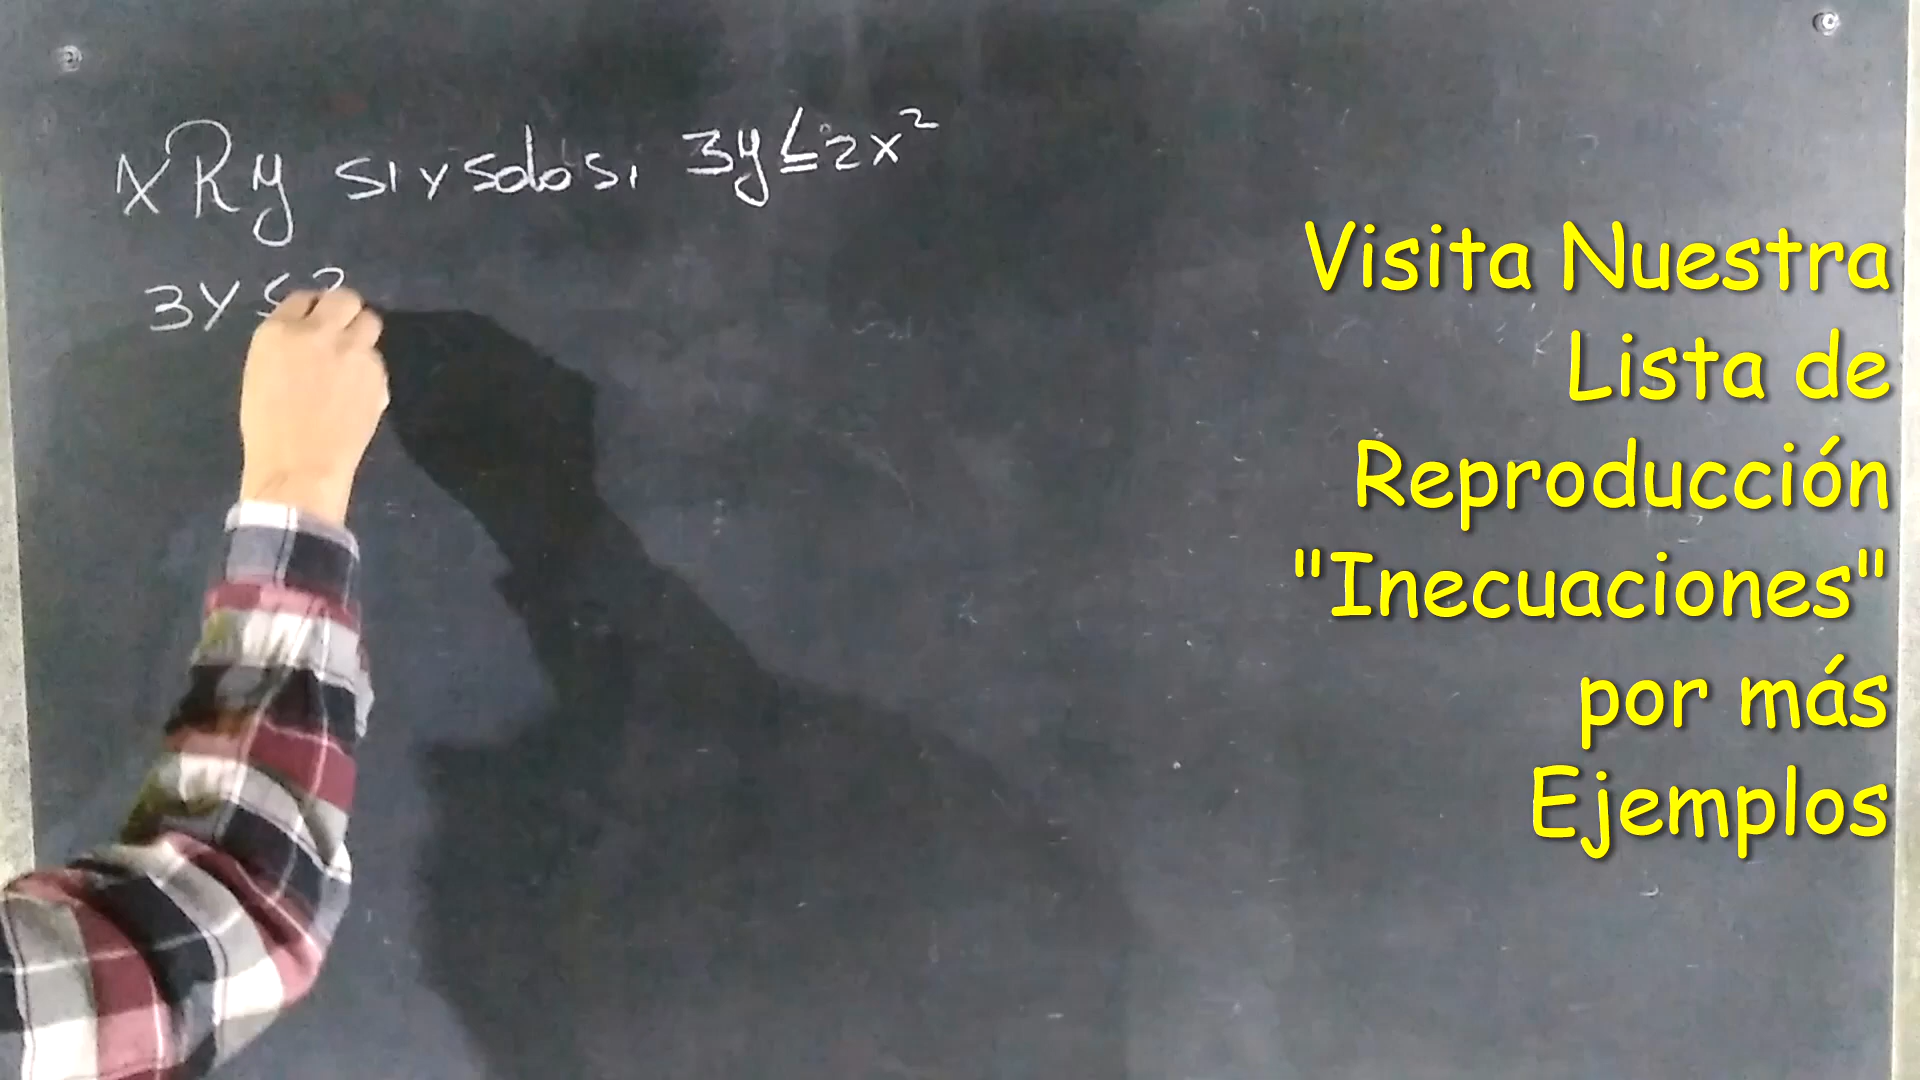 xRy si y solo si 3y ≤ 2x²
3y ≤ 2
Visita Nuestra
Lista de
Reproducción
"Inecuaciones"
por más
Ejemplos